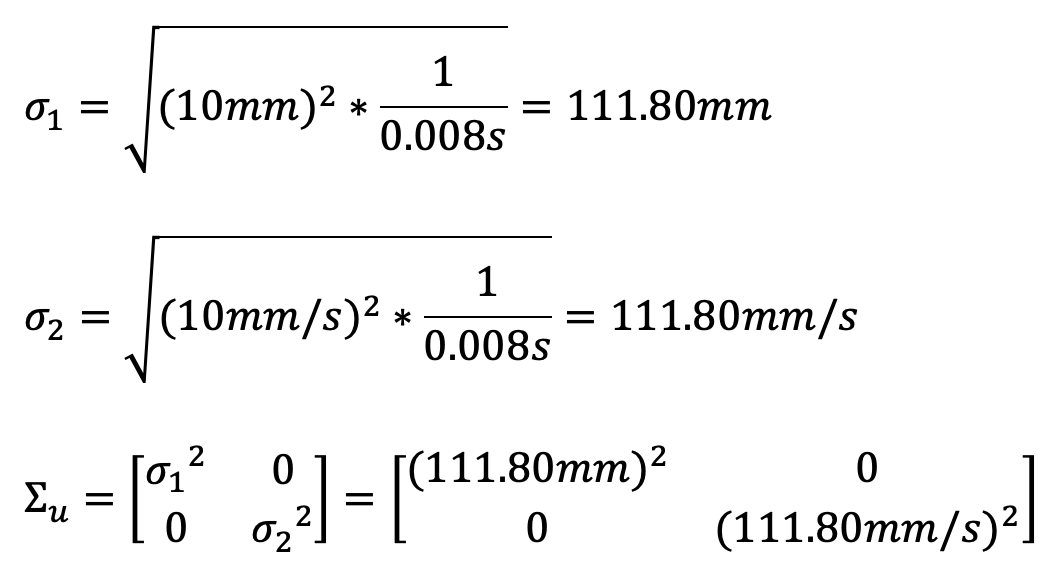 σ₁ = √((10mm)² * 1/0.008s) = 111.80mm
σ₂ = √((10mm/s)² * 1/0.008s) = 111.80mm/s
Σᵤ = [σ₁² 0; 0 σ₂²] = [(111.80mm)² 0; 0 (111.80mm/s)²]